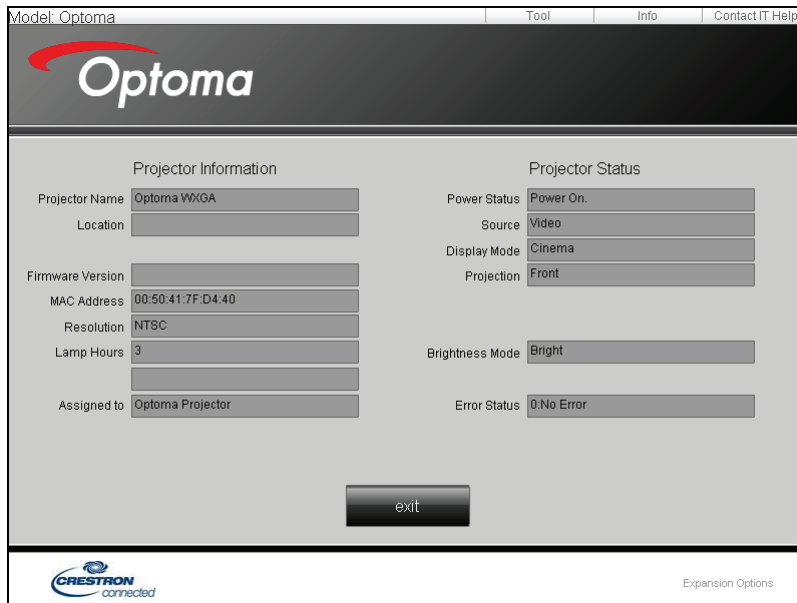 Model: Optoma
Tool
Info
Contact IT Help
Optoma
Projector Information
Projector Name Optoma WXGA
Location
Firmware Version
MAC Address 00:50:41:7F:D4:40
Resolution NTSC
Lamp Hours 3
Assigned to Optoma Projector
Projector Status
Power Status Power On.
Source Video
Display Mode Cinema
Projection Front
Brightness Mode Bright
Error Status 0:No Error
exit
CRESTRON
connected
Expansion Options